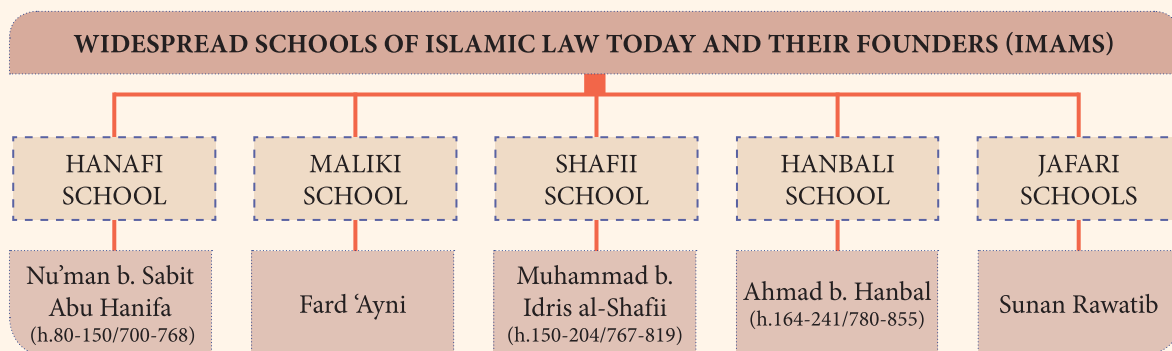 WIDESPREAD SCHOOLS OF ISLAMIC LAW TODAY AND THEIR FOUNDERS (IMAMS)
HANAFI
SCHOOL
MALIKI
SCHOOL
SHAFII
SCHOOL
HANBALI
SCHOOL
JAFARI
SCHOOLS
Nu’man b. Sabit
Abu Hanifa
(h.80-150/700-768)
Fard ‘Ayni
Muhammad b.
Idris al-Shafii
(h.150-204/767-819)
Ahmad b. Hanbal
(h.164-241/780-855)
Sunan Rawatib